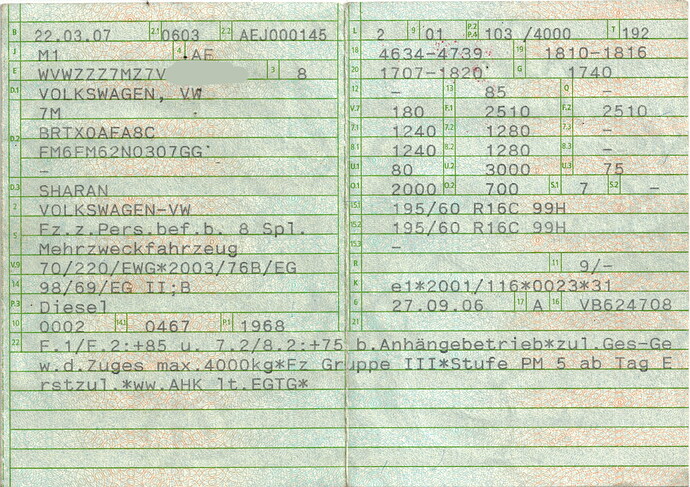 B 22.03.07 2.1 0603 2.2 AEJ000145
J M1 4 AF
E WVWZZZ7MZ7V 3 8
D.1 VOLKSWAGEN, VW
7M
D.2 BRTX0AFA8C
FM6FM62N0307GG
-
D.3 SHARAN
2 VOLKSWAGEN-VW
5 Fz.z.Pers.bef.b. 8 Spl.
Mehrzweckfahrzeug
V.9 70/220/EWG*2003/76B/EG
14 98/69/EG II;B
P.3 Diesel
10 0002 14.1 0467 P.1 1968
L 2 9 01 P.2 P.4 103 /4000 T 192
18 4634-4739 19 1810-1816
20 1707-1820 G 1740
12 - 13 85 Q -
V.7 180 F.1 2510 F.2 2510
7.1 1240 7.2 1280 7.3 -
8.1 1240 8.2 1280 8.3 -
U.1 80 U.2 3000 U.3 75
O.1 2000 O.2 700 S.1 7 S.2 -
15.1 195/60 R16C 99H
15.2 195/60 R16C 99H
15.3 -
R 11 9/-
K e1*2001/116*0023*31
6 27.09.06 17 A 16 VB624708
21
22 F.1/F.2:+85 u. 7.2/8.2:+75 b.Anhängebetrieb*zul.Ges-Ge
w.d.Zuges max.4000kg*Fz Gruppe III*Stufe PM 5 ab Tag E
rstzul.*ww.AHK lt.EGTG*